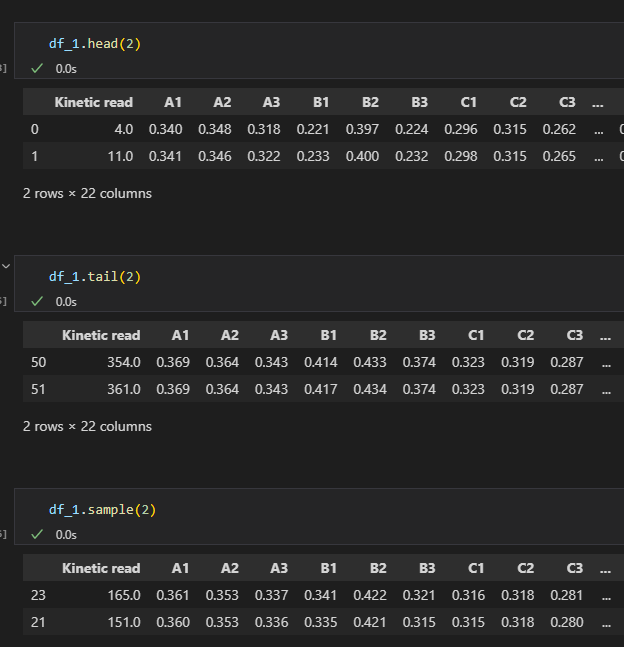 df_1.head(2)
0.0s
Kinetic read A1 A2 A3 B1 B2 B3 C1 C2 C3 ...
0 4.0 0.340 0.348 0.318 0.221 0.397 0.224 0.296 0.315 0.262 ...
1 11.0 0.341 0.346 0.322 0.233 0.400 0.232 0.298 0.315 0.265 ...
2 rows × 22 columns
df_1.tail(2)
0.0s
Kinetic read A1 A2 A3 B1 B2 B3 C1 C2 C3 ...
50 354.0 0.369 0.364 0.343 0.414 0.433 0.374 0.323 0.319 0.287 ...
51 361.0 0.369 0.364 0.343 0.417 0.434 0.374 0.323 0.319 0.287 ...
2 rows × 22 columns
df_1.sample(2)
0.0s
Kinetic read A1 A2 A3 B1 B2 B3 C1 C2 C3 ...
23 165.0 0.361 0.353 0.337 0.341 0.422 0.321 0.316 0.318 0.281 ...
21 151.0 0.360 0.353 0.336 0.335 0.421 0.315 0.315 0.318 0.280 ...